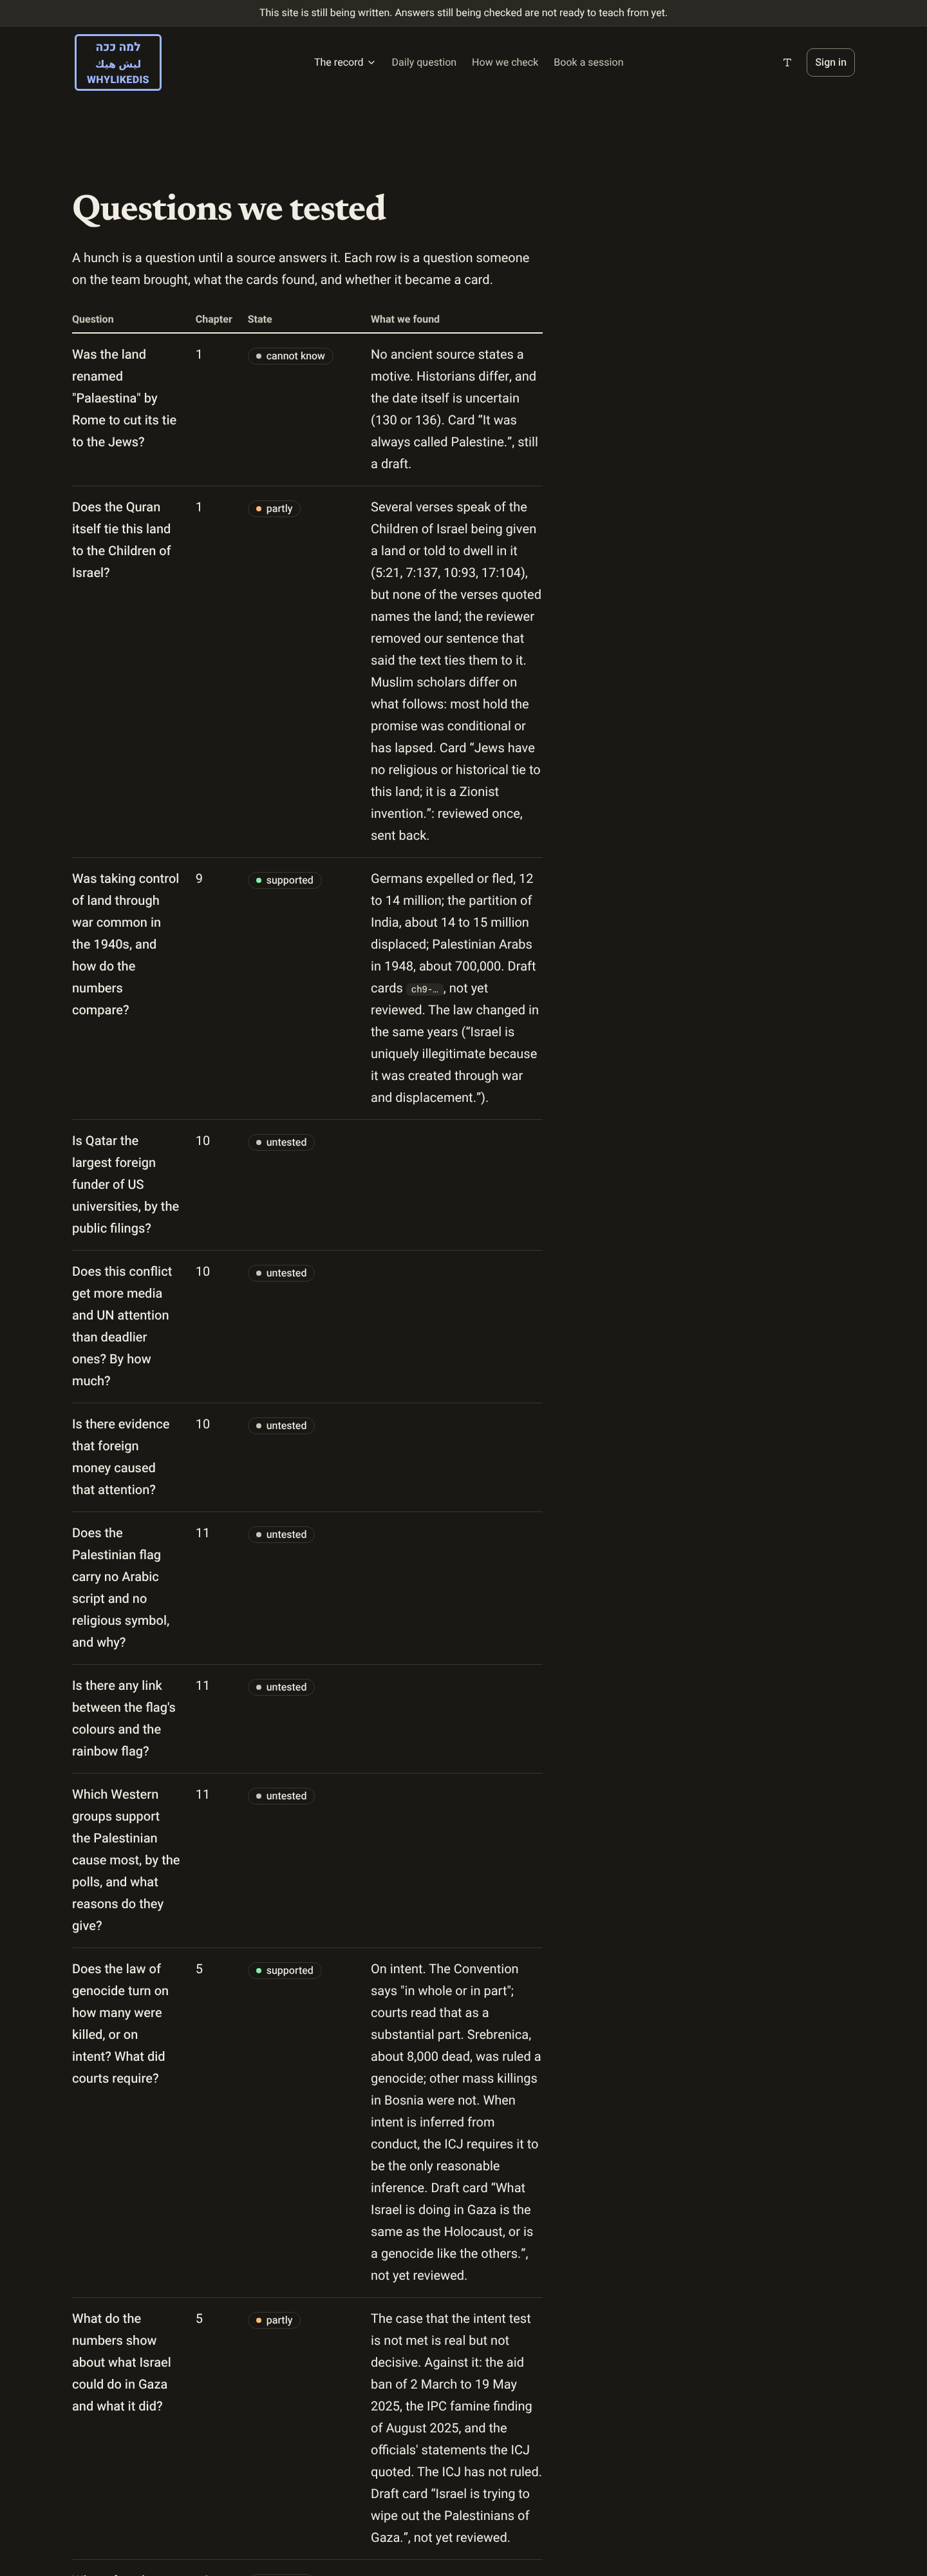 This site is still being written. Answers still being checked are not ready to teach from yet.
למה ככה
ليش هيك
WHYLIKEDIS
The record
Daily question
How we check
Book a session
T
Sign in
Questions we tested
A hunch is a question until a source answers it. Each row is a question someone
on the team brought, what the cards found, and whether it became a card.
Question
Chapter
State
What we found
Was the land
renamed
"Palaestina" by
Rome to cut its tie
to the Jews?
1
cannot know
No ancient source states a
motive. Historians differ, and
the date itself is uncertain
(130 or 136). Card “It was
always called Palestine.”, still
a draft.
Does the Quran
itself tie this land
to the Children of
Israel?
1
partly
Several verses speak of the
Children of Israel being given
a land or told to dwell in it
(5:21, 7:137, 10:93, 17:104),
but none of the verses quoted
names the land; the reviewer
removed our sentence that
said the text ties them to it.
Muslim scholars differ on
what follows: most hold the
promise was conditional or
has lapsed. Card “Jews have
no religious or historical tie to
this land; it is a Zionist
invention.”: reviewed once,
sent back.
Was taking control
of land through
war common in
the 1940s, and
how do the
numbers
compare?
9
supported
Germans expelled or fled, 12
to 14 million; the partition of
India, about 14 to 15 million
displaced; Palestinian Arabs
in 1948, about 700,000. Draft
cards ch9-…, not yet
reviewed. The law changed in
the same years (“Israel is
uniquely illegitimate because
it was created through war
and displacement.”).
Is Qatar the
largest foreign
funder of US
universities, by the
public filings?
10
untested
Does this conflict
get more media
and UN attention
than deadlier
ones? By how
much?
10
untested
Is there evidence
that foreign
money caused
that attention?
10
untested
Does the
Palestinian flag
carry no Arabic
script and no
religious symbol,
and why?
11
untested
Is there any link
between the flag's
colours and the
rainbow flag?
11
untested
Which Western
groups support
the Palestinian
cause most, by the
polls, and what
reasons do they
give?
11
untested
Does the law of
genocide turn on
how many were
killed, or on
intent? What did
courts require?
5
supported
On intent. The Convention
says "in whole or in part";
courts read that as a
substantial part. Srebrenica,
about 8,000 dead, was ruled a
genocide; other mass killings
in Bosnia were not. When
intent is inferred from
conduct, the ICJ requires it to
be the only reasonable
inference. Draft card “What
Israel is doing in Gaza is the
same as the Holocaust, or is
a genocide like the others.”,
not yet reviewed.
What do the
numbers show
about what Israel
could do in Gaza
and what it did?
5
partly
The case that the intent test
is not met is real but not
decisive. Against it: the aid
ban of 2 March to 19 May
2025, the IPC famine finding
of August 2025, and the
officials' statements the ICJ
quoted. The ICJ has not ruled.
Draft card “Israel is trying to
wipe out the Palestinians of
Gaza.”, not yet reviewed.